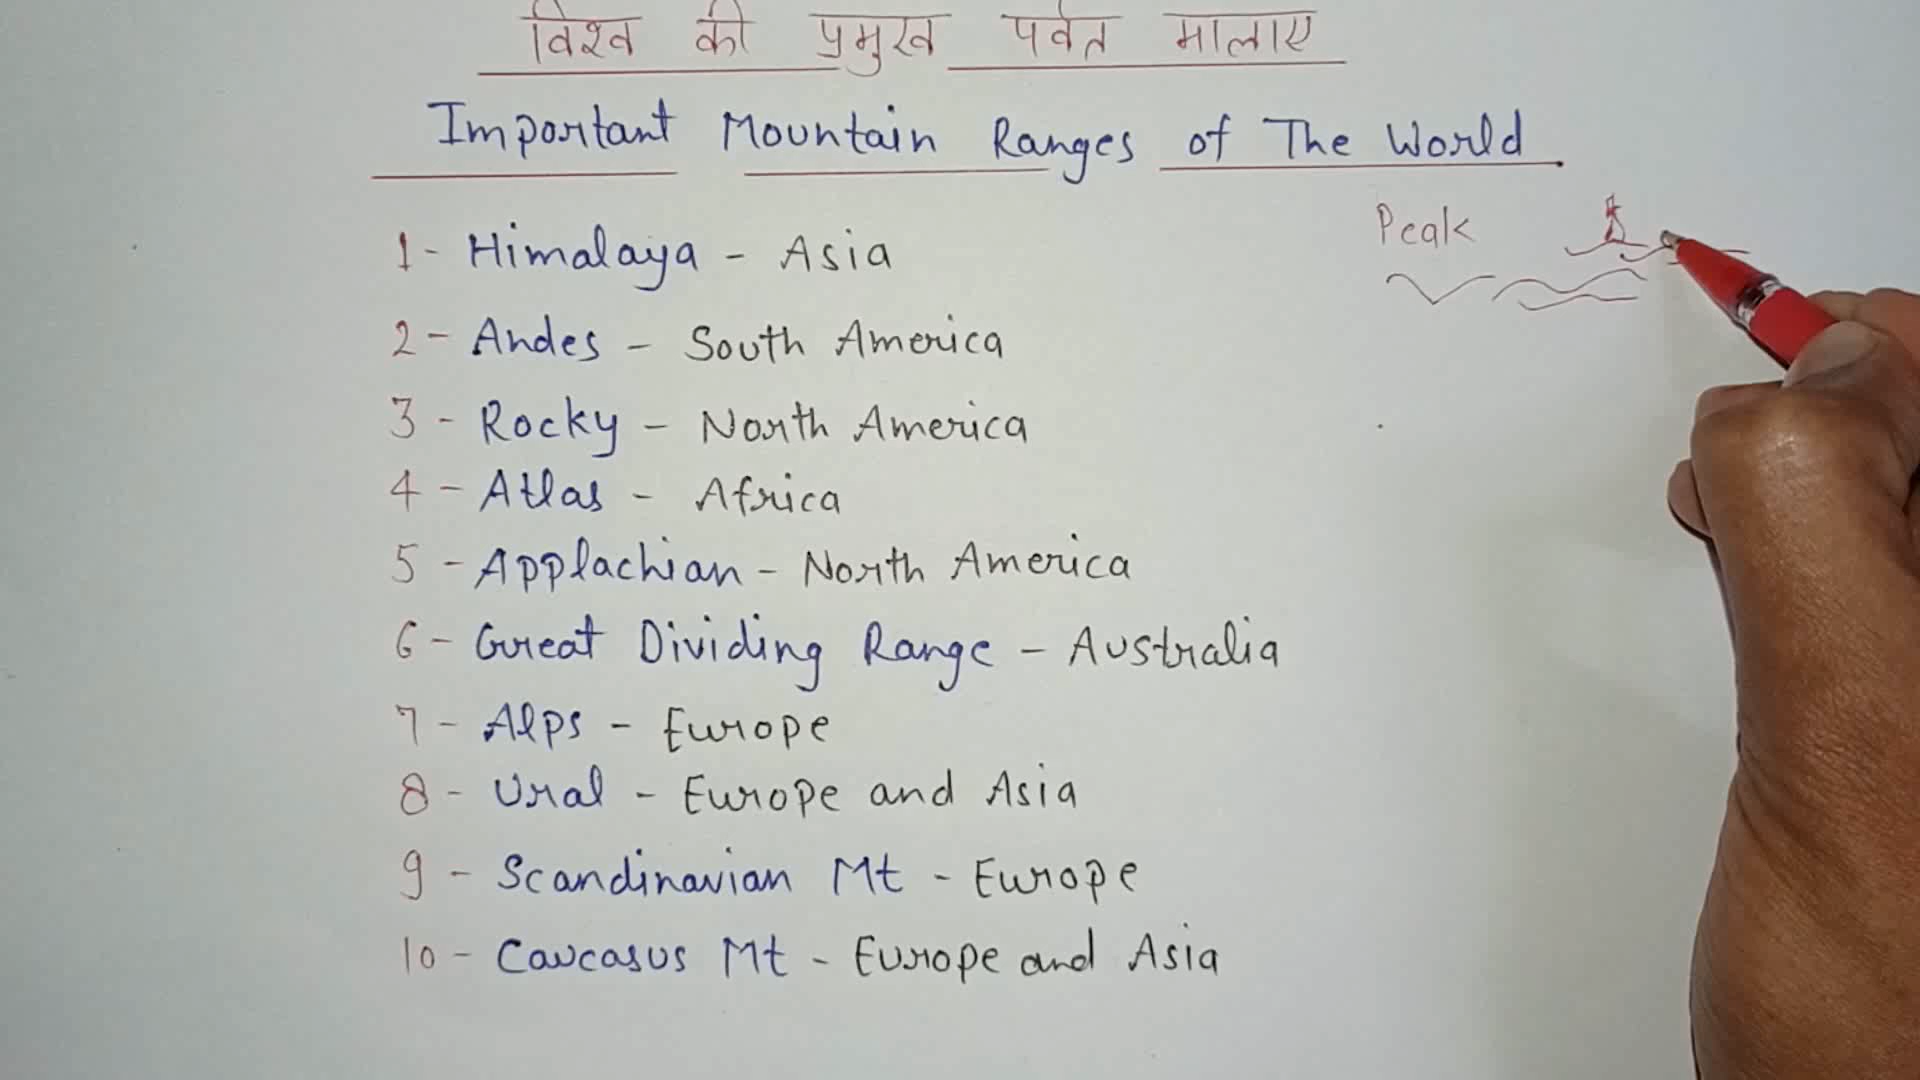 विश्व की प्रमुख पर्वत मालाए
Important Mountain Ranges of The World
Peak
1- Himalaya - Asia
2- Andes - South America
3- Rocky - North America
4- Atlas - Africa
5- Applachian - North America
6- Great Dividing Range - Australia
7- Alps - Europe
8- Ural - Europe and Asia
9- Scandinavian Mt - Europe
10- Caucasus Mt - Europe and Asia